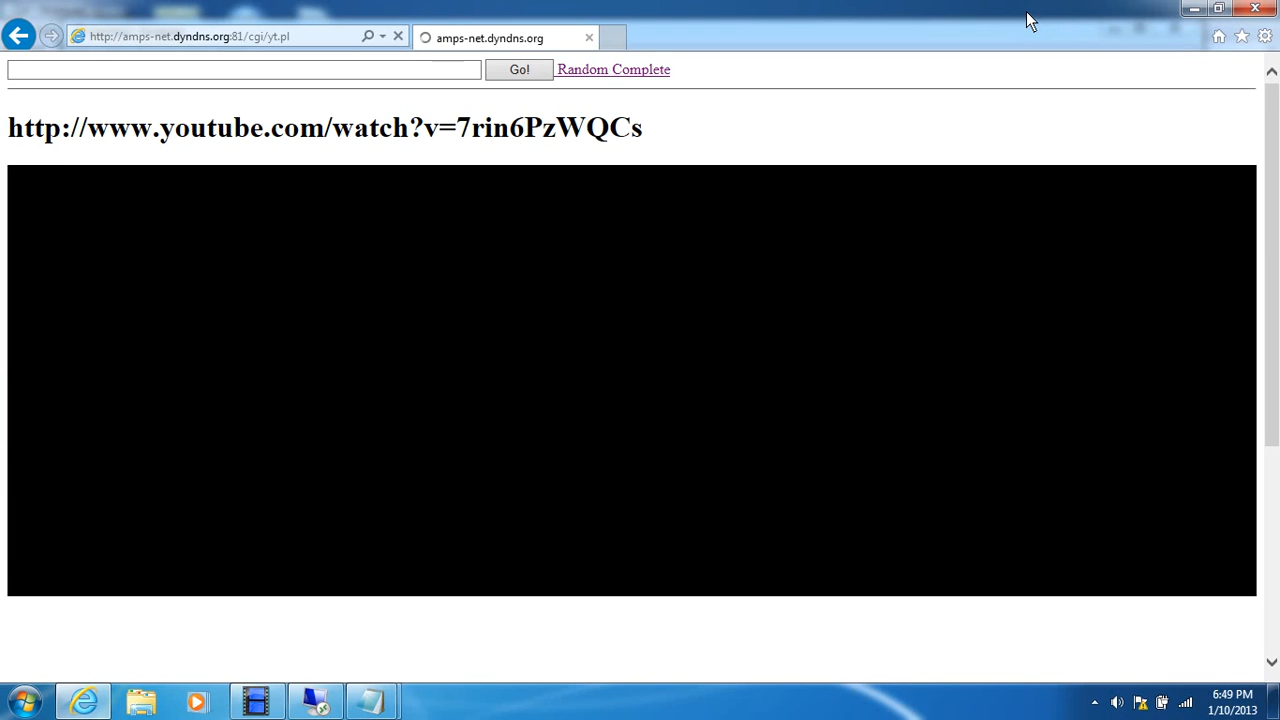 http://amps-net.dyndns.org:81/cgi/yt.pl
amps-net.dyndns.org
Go!
Random Complete
http://www.youtube.com/watch?v=7rin6PzWQCs
6:49 PM
1/10/2013